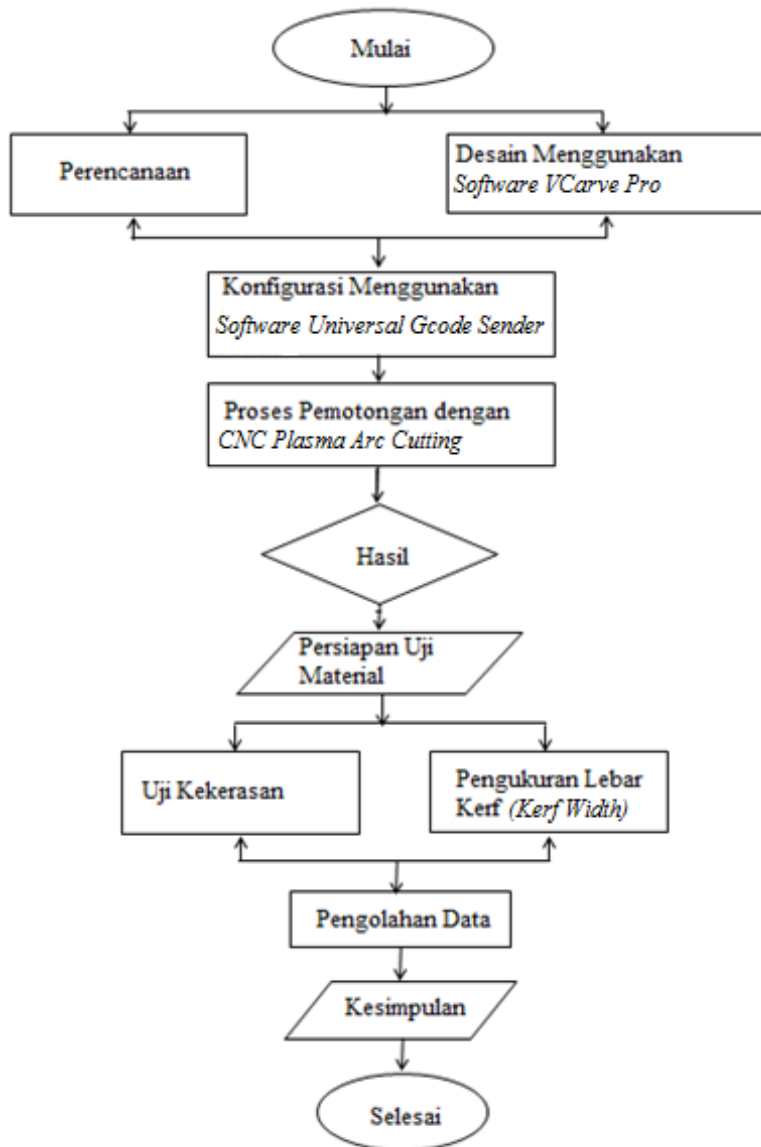 Mulai
Perencanaan
Desain Menggunakan
Software VCarve Pro
Konfigurasi Menggunakan
Software Universal Gcode Sender
Proses Pemotongan dengan
CNC Plasma Arc Cutting
Hasil
Persiapan Uji
Material
Uji Kekerasan
Pengukuran Lebar
Kerf (Kerf Width)
Pengolahan Data
Kesimpulan
Selesai